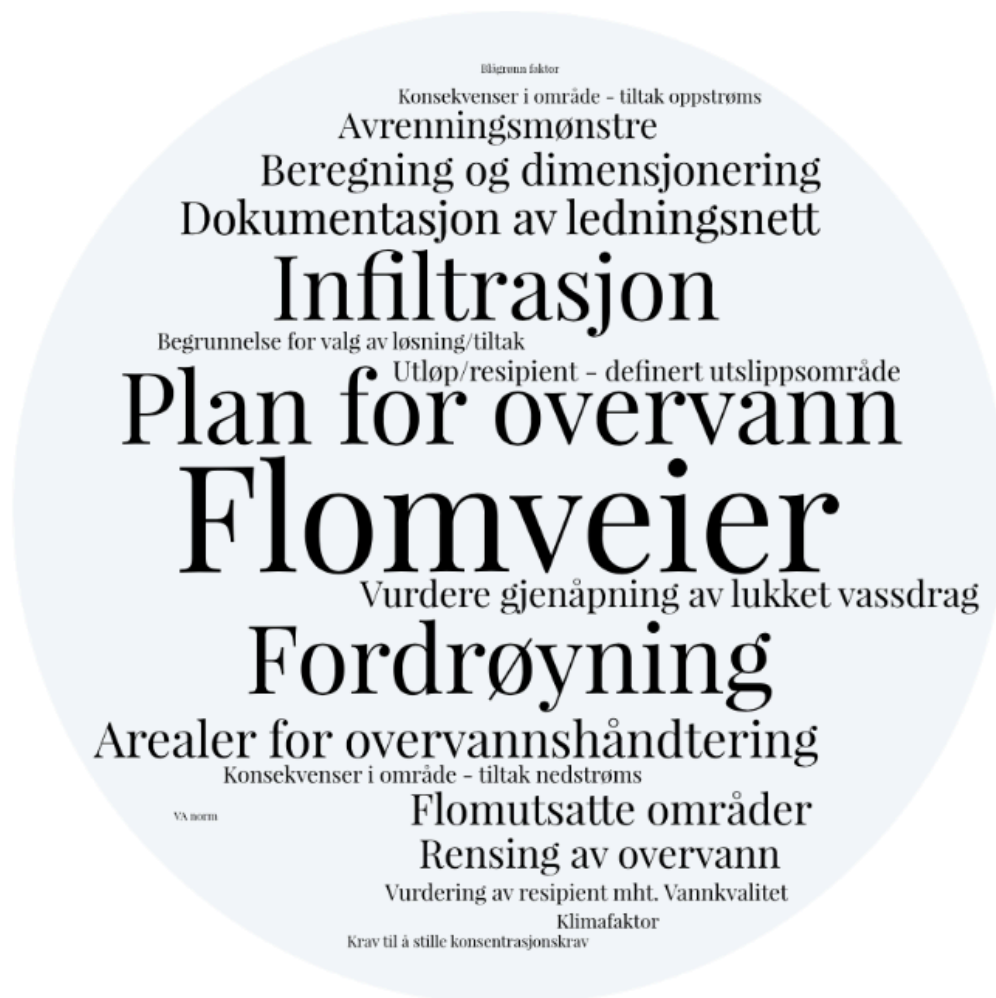 Blågrønn faktor
Konsekvenser i område - tiltak oppstrøms
Avrenningsmønstre
Beregning og dimensjonering
Dokumentasjon av ledningsnett
Infiltrasjon
Begrunnelse for valg av løsning/tiltak
Utløp/resipient - definert utslippsområde
Plan for overvann
Flomveier
Vurdere gjenåpning av lukket vassdrag
Fordrøyning
Arealer for overvannshåndtering
Konsekvenser i område - tiltak nedstrøms
Flomutsatte områder
VA norm
Rensing av overvann
Vurdering av resipient mht. Vannkvalitet
Klimafaktor
Krav til å stille konsentrasjonskrav